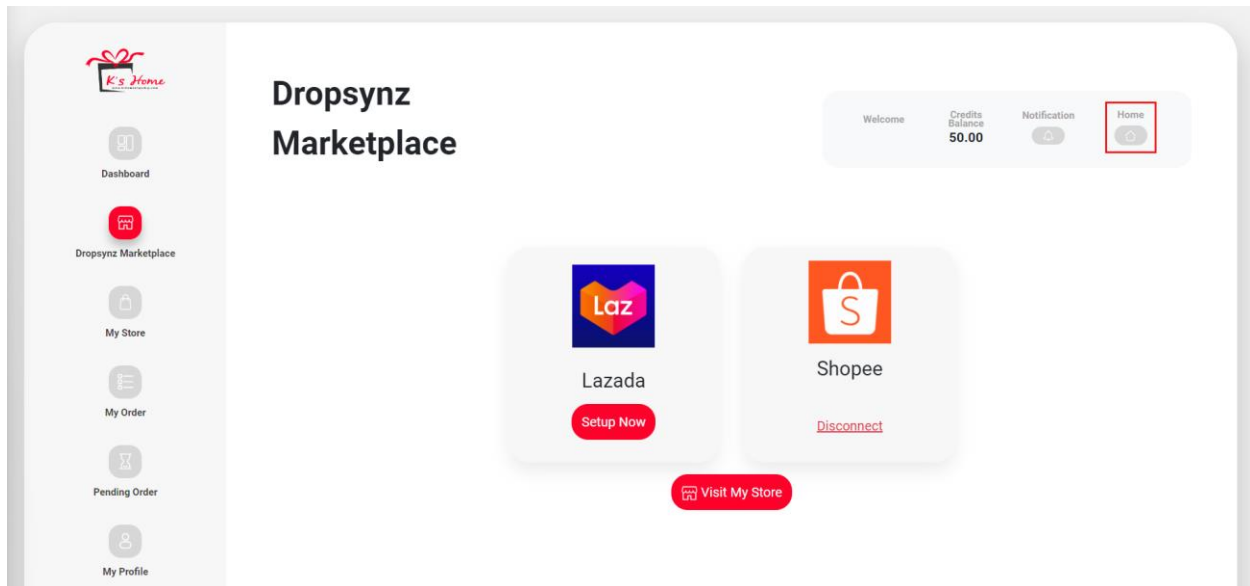 K's Home
Dashboard
Dropsynz Marketplace
My Store
My Order
Pending Order
My Profile
Dropsynz
Marketplace
Welcome
Credits
Balance
50.00
Notification
Home
Laz
Lazada
Setup Now
S
Shopee
Disconnect
Visit My Store